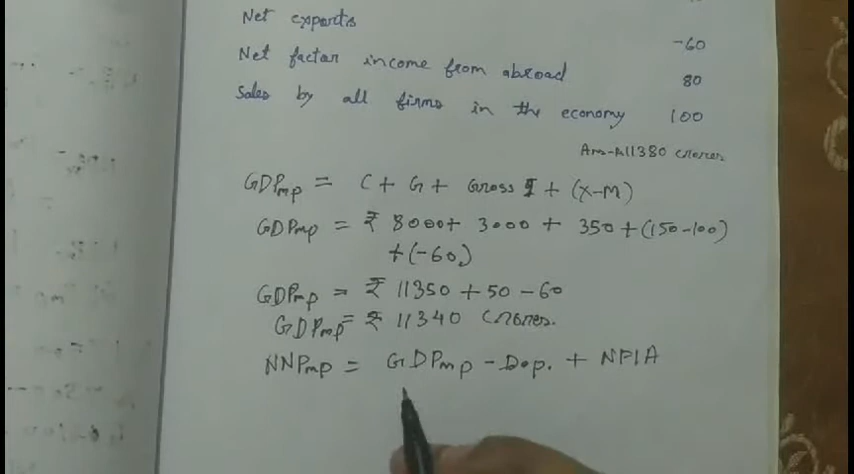 Net exports
-60
Net factor income from abroad 80
Sales by all firms in the economy 100
Ans-₹11380 crores
GDPmp = C + G + Gross I + (X-M)
GDPmp = ₹ 8000+ 3000 + 350 + (150-100)
+(-60)
GDPmp = ₹ 11350 + 50 - 60
GDPmp = ₹ 11340 Crores.
NNPmp = GDPmp - Dep. + NFIA